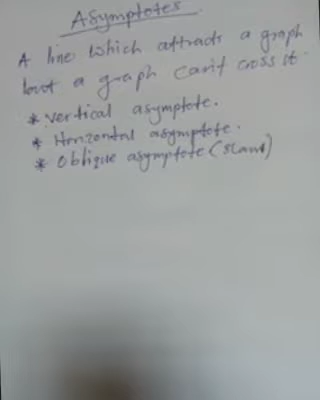 Asymptotes
A line which attracts a graph
but a graph can't cross it.
* vertical asymptote.
* Horizontal asymptote.
* Oblique asymptote (slant)